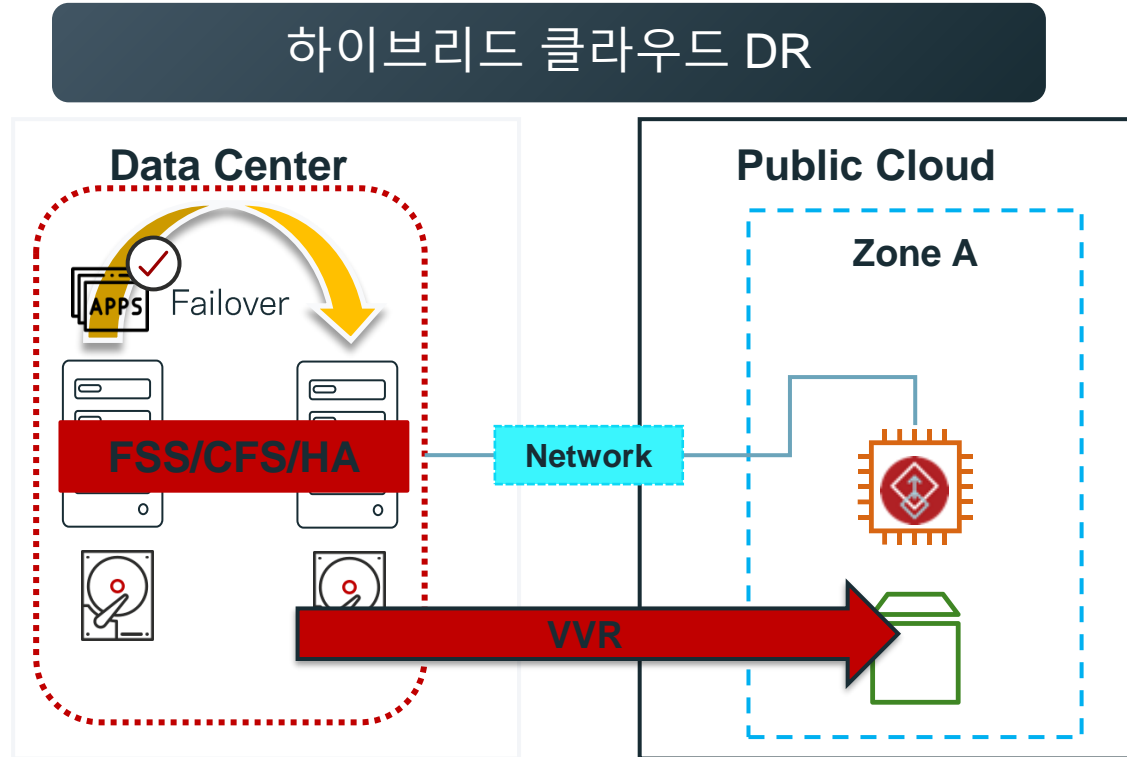 하이브리드 클라우드 DR
Data Center
Public Cloud
Zone A
APPS
Failover
FSS/CFS/HA
Network
VVR